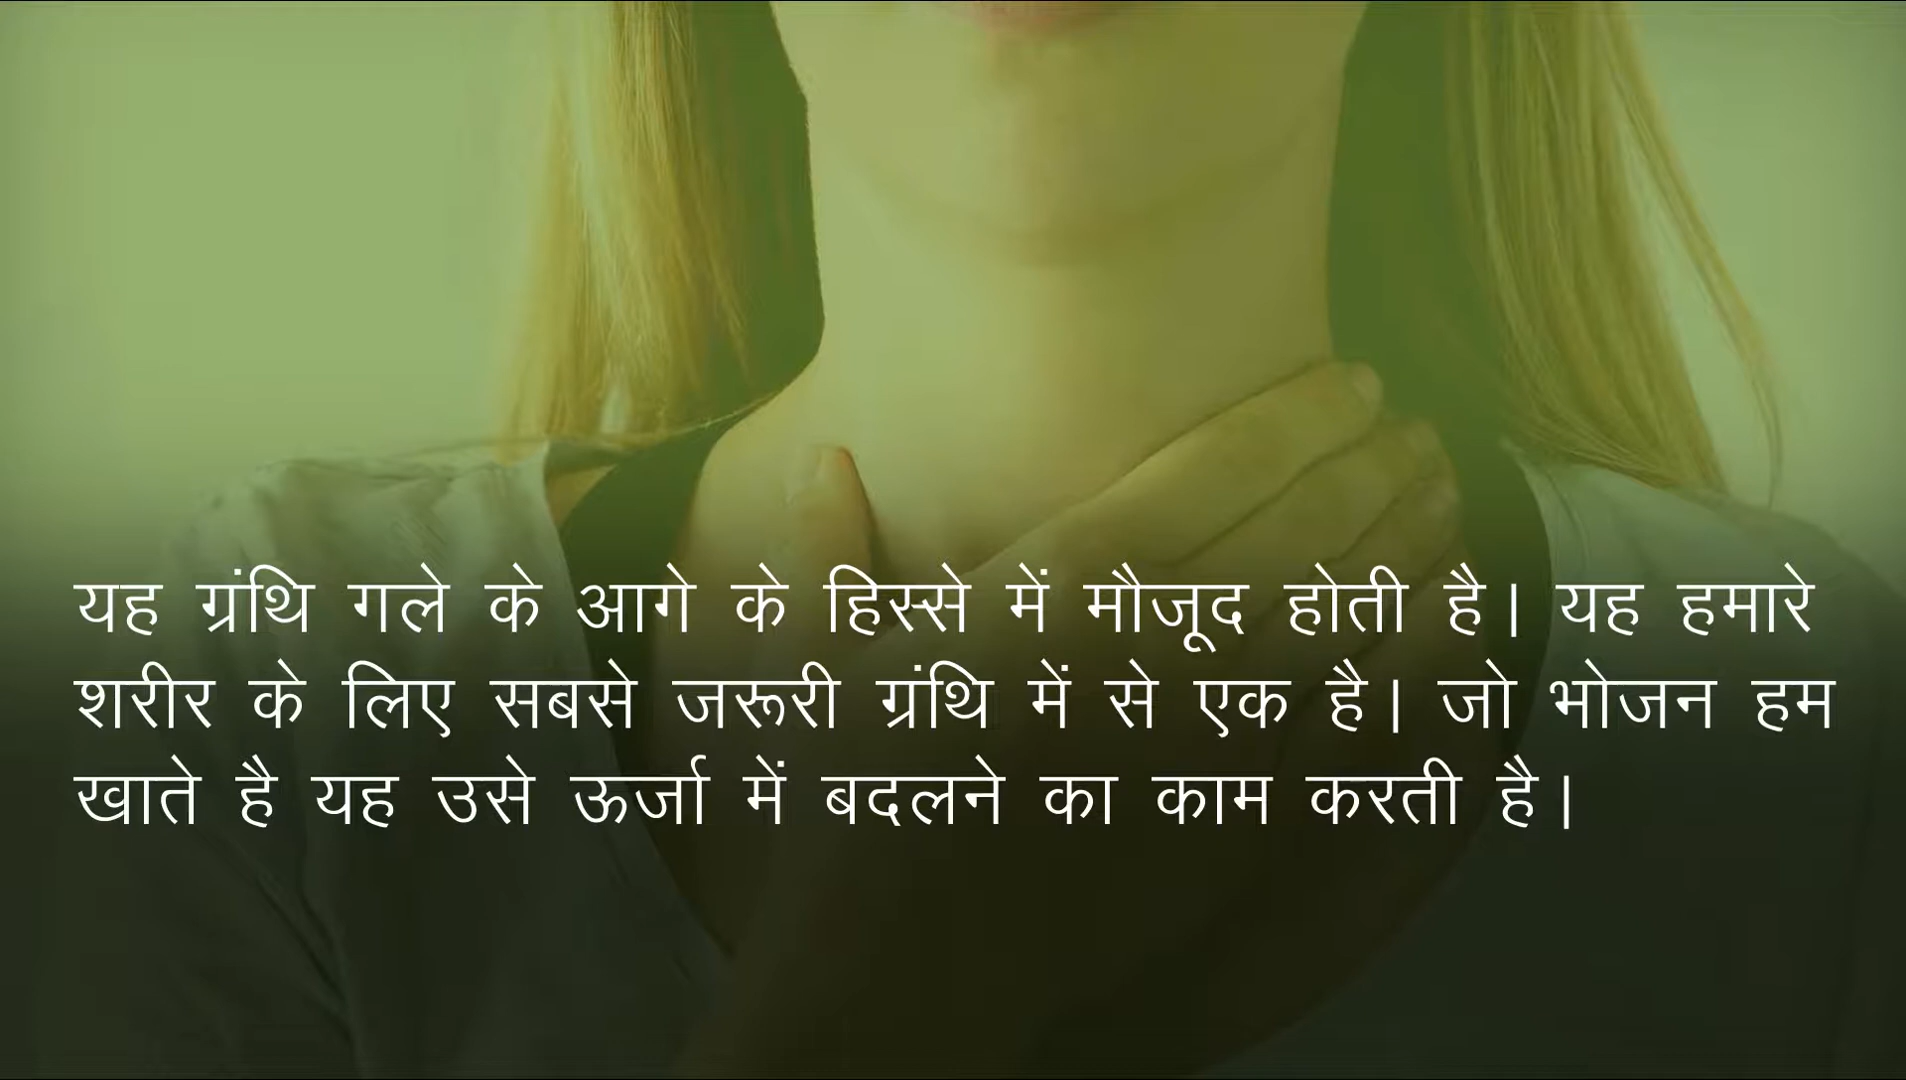 यह ग्रंथि गले के आगे के हिस्से में मौजूद होती है। यह हमारे
शरीर के लिए सबसे जरूरी ग्रंथि में से एक है। जो भोजन हम
खाते है यह उसे ऊर्जा में बदलने का काम करती है।